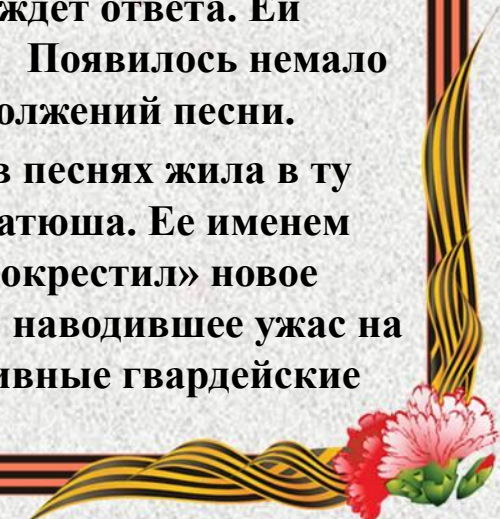 ждет ответа. Ей
Появилось немало
олжений песни.
в песнях жила в ту
атюша. Ее именем
окрестил» новое
наводившее ужас на
ивные гвардейские